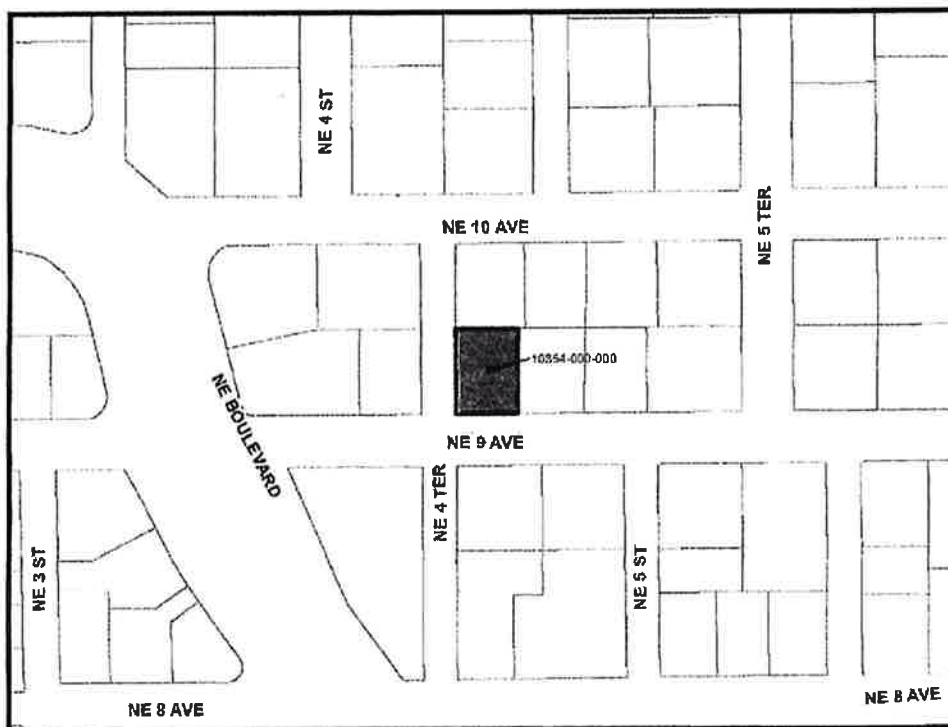 NE 4 ST
NE 10 AVE
NE 5 TER
10354-000-000
NE BOULEVARD
NE 9 AVE
NE 4 TER
NE 3 ST
NE 5 ST
NE 8 AVE
NE 8 AVE